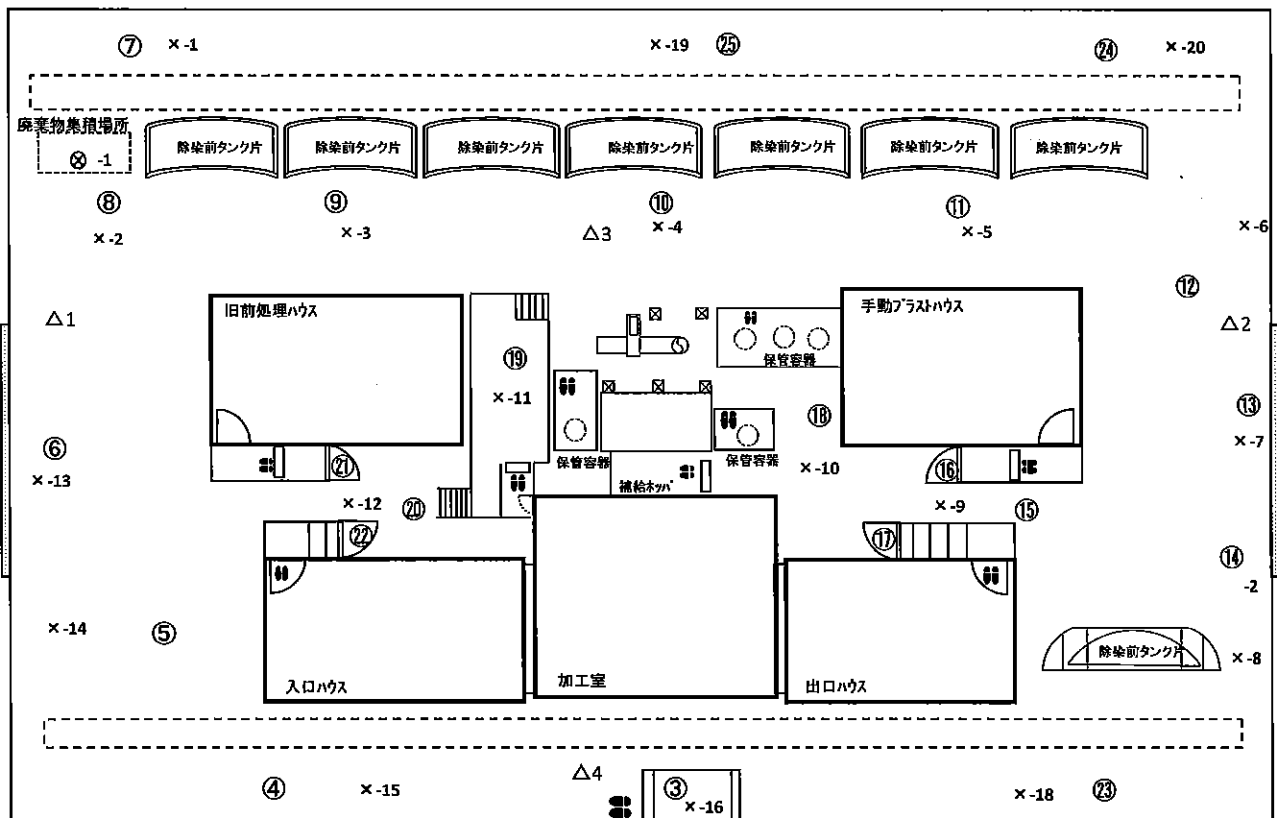 ⑦ ×-1 ×-19 ㉕ ㉔ ×-20
廃棄物集積場所
⊗ -1
除染前タンク片 除染前タンク片 除染前タンク片 除染前タンク片 除染前タンク片 除染前タンク片 除染前タンク片
⑧ ⑨ ⑩ ⑪
×-2 ×-3 △3 ×-4 ×-5 ×-6
⑫
旧前処理ハウス 手動ブラストハウス
△1 △2
保管容器
⑲
×-11 ⑱ ⑬
⑥ ×-7
㉑ 保管容器 保管容器 ×-10 ⑯
×-13 補給ホッパ
×-12 ⑳ ×-9 ⑮
㉒ ⑰ ⑭
-2
×-14 ⑤
除染前タンク片 ×-8
入口ハウス 加工室 出口ハウス
△4
④ ×-15 ③ ×-16 ×-18 ㉓